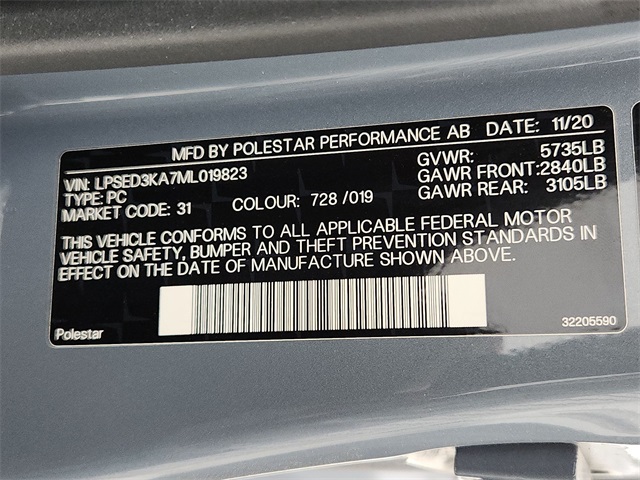 MFD BY POLESTAR PERFORMANCE AB DATE: 11/20
VIN: LPSED3KA7ML019823 GVWR: 5735LB
TYPE: PC GAWR FRONT:2840LB
MARKET CODE: 31 COLOUR: 728 /019 GAWR REAR: 3105LB
THIS VEHICLE CONFORMS TO ALL APPLICABLE FEDERAL MOTOR
VEHICLE SAFETY, BUMPER AND THEFT PREVENTION STANDARDS IN
EFFECT ON THE DATE OF MANUFACTURE SHOWN ABOVE.
Polestar 32205590